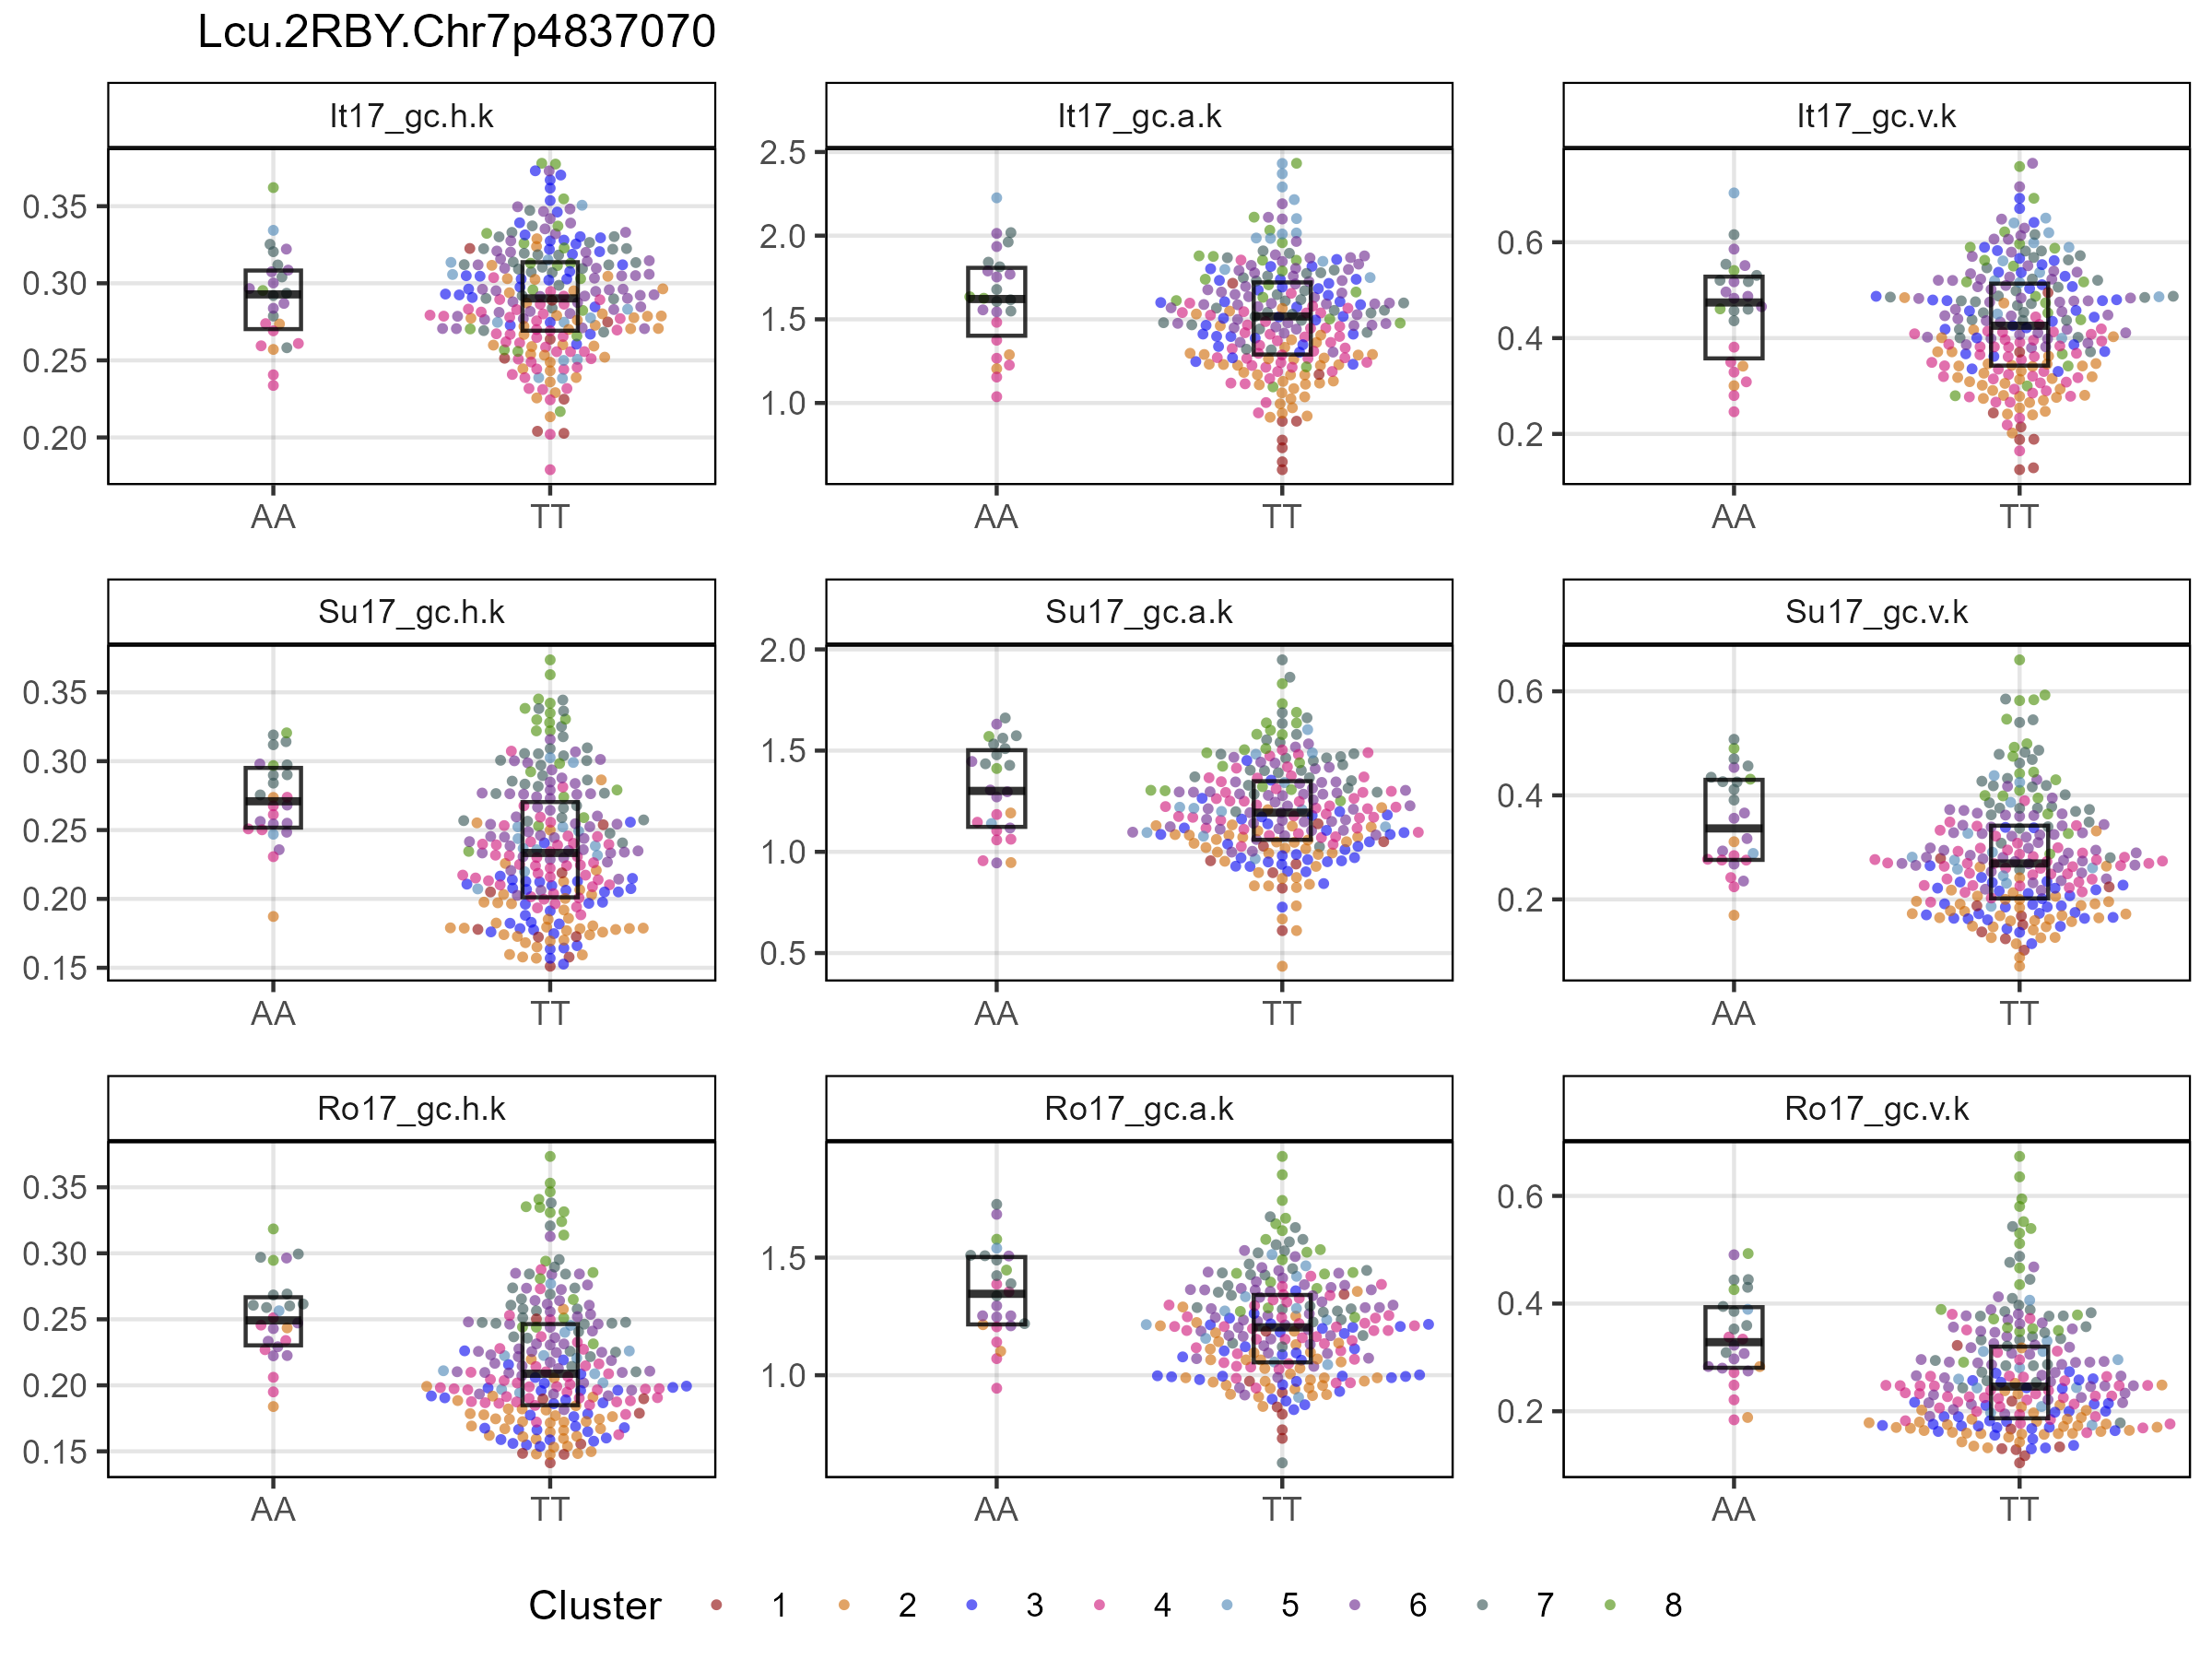 Lcu.2RBY.Chr7p4837070
It17_gc.h.k
It17_gc.a.k
It17_gc.v.k
0.35
0.30
0.25
0.20
2.5
2.0
1.5
1.0
0.6
0.4
0.2
AA
TT
AA
TT
AA
TT
Su17_gc.h.k
Su17_gc.a.k
Su17_gc.v.k
0.35
0.30
0.25
0.20
0.15
2.0
1.5
1.0
0.5
0.6
0.4
0.2
AA
TT
AA
TT
AA
TT
Ro17_gc.h.k
Ro17_gc.a.k
Ro17_gc.v.k
0.35
0.30
0.25
0.20
0.15
1.5
1.0
0.6
0.4
0.2
AA
TT
AA
TT
AA
TT
Cluster 1 2 3 4 5 6 7 8